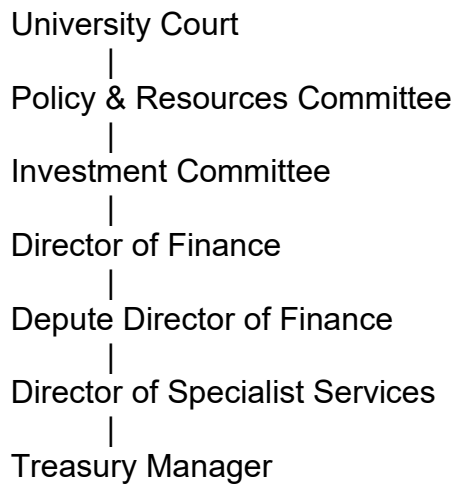 University Court
|
Policy & Resources Committee
|
Investment Committee
|
Director of Finance
|
Depute Director of Finance
|
Director of Specialist Services
|
Treasury Manager